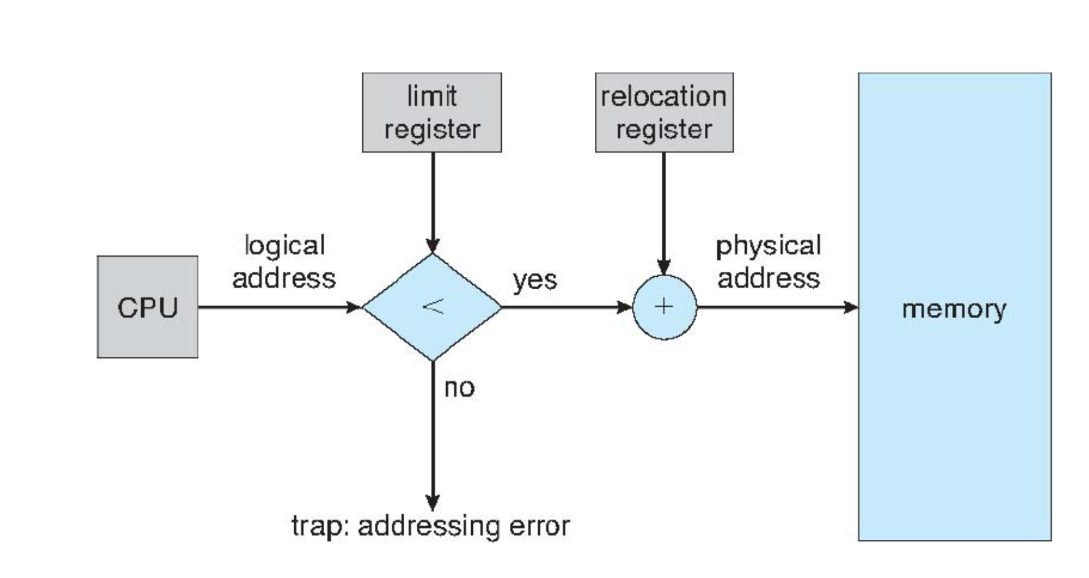 limit
register
relocation
register
logical
address
yes
physical
address
CPU
<
+
memory
no
trap: addressing error